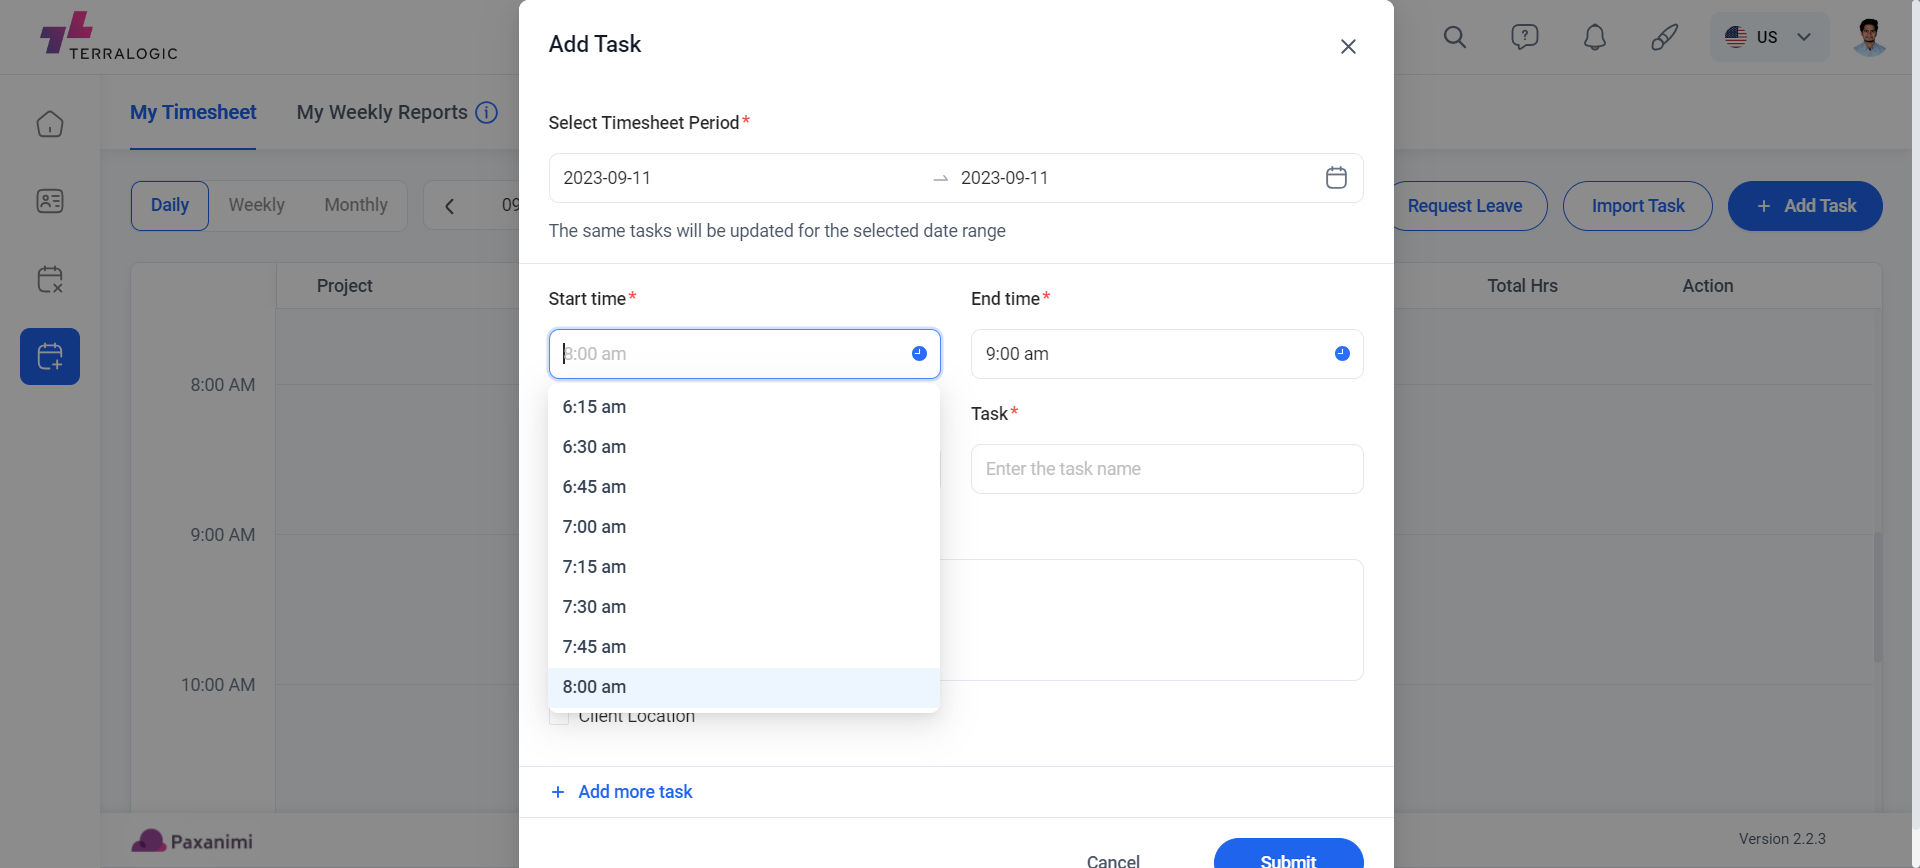 TERRALOGIC
Add Task
US
My Timesheet
My Weekly Reports
Select Timesheet Period*
2023-09-11 → 2023-09-11
The same tasks will be updated for the selected date range
Daily
Weekly
Monthly
09
Request Leave
Import Task
+ Add Task
Project
Total Hrs
Action
Start time*
End time*
8:00 am
9:00 am
6:15 am
6:30 am
6:45 am
7:00 am
7:15 am
7:30 am
7:45 am
8:00 am
Task*
Enter the task name
Client Location
+ Add more task
Cancel
Submit
8:00 AM
9:00 AM
10:00 AM
Paxanimi
Version 2.2.3